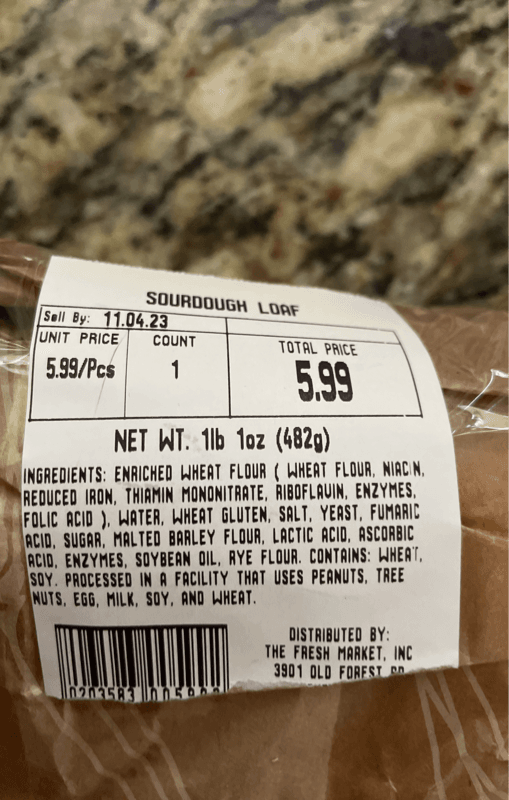 SOURDOUGH LOAF
Sell By: 11.04.23
UNIT PRICE COUNT TOTAL PRICE
5.99/Pcs 1 5.99
NET WT. 1lb 1oz (482g)
INGREDIENTS: ENRICHED WHEAT FLOUR ( WHEAT FLOUR, NIACIN,
REDUCED IRON, THIAMIN MONONITRATE, RIBOFLAVIN, ENZYMES,
FOLIC ACID ), WATER, WHEAT GLUTEN, SALT, YEAST, FUMARIC
ACID, SUGAR, MALTED BARLEY FLOUR, LACTIC ACID, ASCORBIC
ACID, ENZYMES, SOYBEAN OIL, RYE FLOUR. CONTAINS: WHEAT,
SOY. PROCESSED IN A FACILITY THAT USES PEANUTS, TREE
NUTS, EGG, MILK, SOY, AND WHEAT.
DISTRIBUTED BY:
THE FRESH MARKET, INC
3901 OLD FOREST